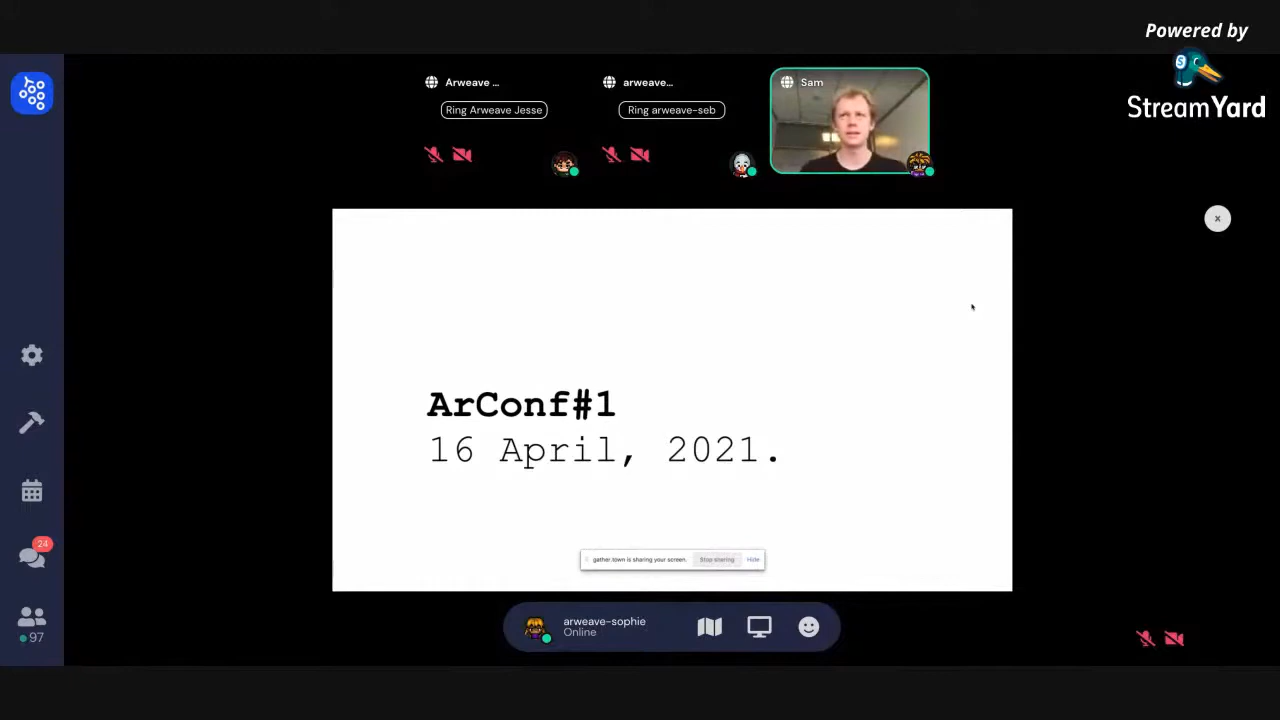 Powered by
StreamYard
Arweave ...
Ring Arweave Jesse
arweave...
Ring arweave-seb
Sam
x
ArConf#1
16 April, 2021.
gather.town is sharing your screen.
Stop sharing
Hide
24
97
arweave-sophie
Online